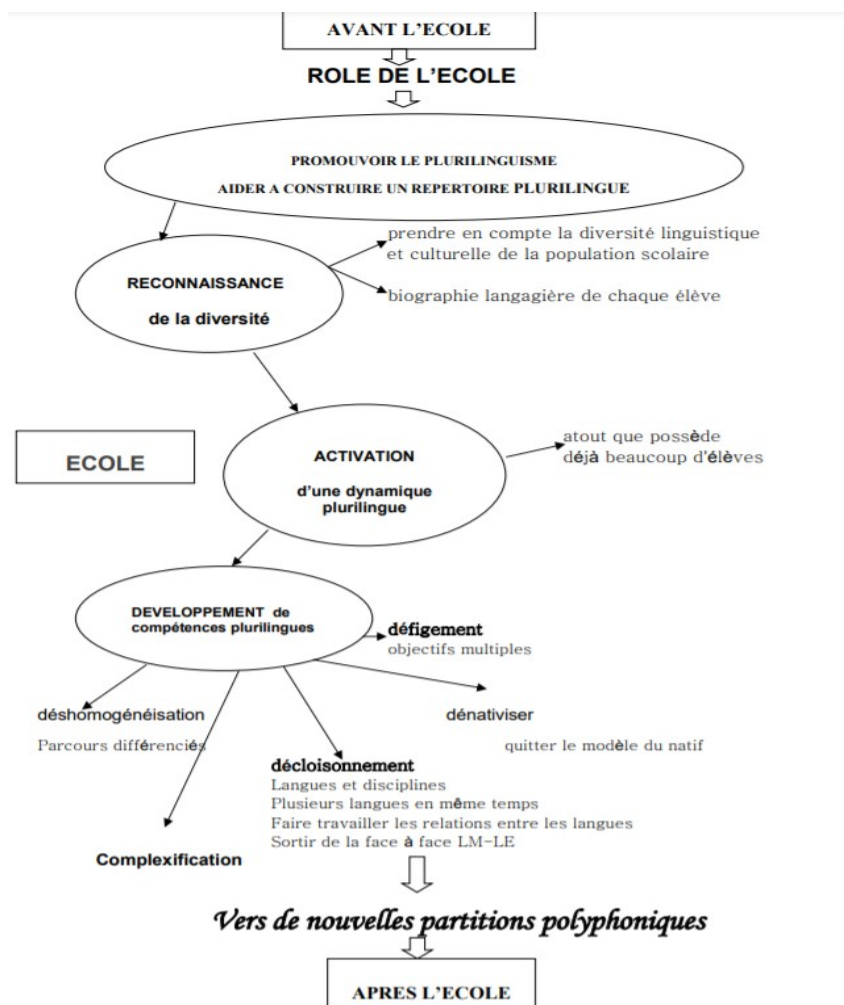 AVANT L'ECOLE
ROLE DE L'ECOLE
PROMOUVOIR LE PLURILINGUISME
AIDER A CONSTRUIRE UN REPERTOIRE PLURILINGUE
prendre en compte la diversité linguistique
et culturelle de la population scolaire
RECONNAISSANCE
de la diversité
biographie langagière de chaque élève
ECOLE
ACTIVATION
d'une dynamique
plurilingue
atout que possède
déjà beaucoup d'élèves
DEVELOPPEMENT de
compétences plurilingues
défigement
objectifs multiples
déshomogénéisation
Parcours différenciés
dénativiser
quitter le modèle du natif
décloisonnement
Langues et disciplines
Plusieurs langues en même temps
Faire travailler les relations entre les langues
Sortir de la face à face LM-LE
Complexification
Vers de nouvelles partitions polyphoniques
APRES L'ECOLE